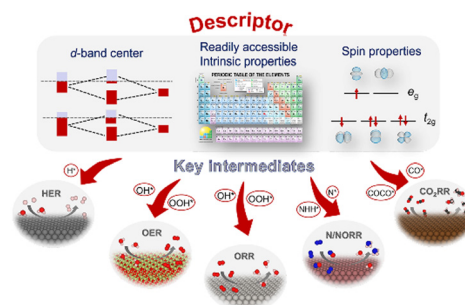 Descriptor
d-band center
Readily accessible
Intrinsic properties
PERIODIC TABLE OF THE ELEMENTS
Spin properties
eg
t2g
Key Intermediates
H*
OH*
OOH*
OH*
OOH*
N*
NHH*
CO*
COCO*
HER
OER
ORR
N/NORR
CO2RR